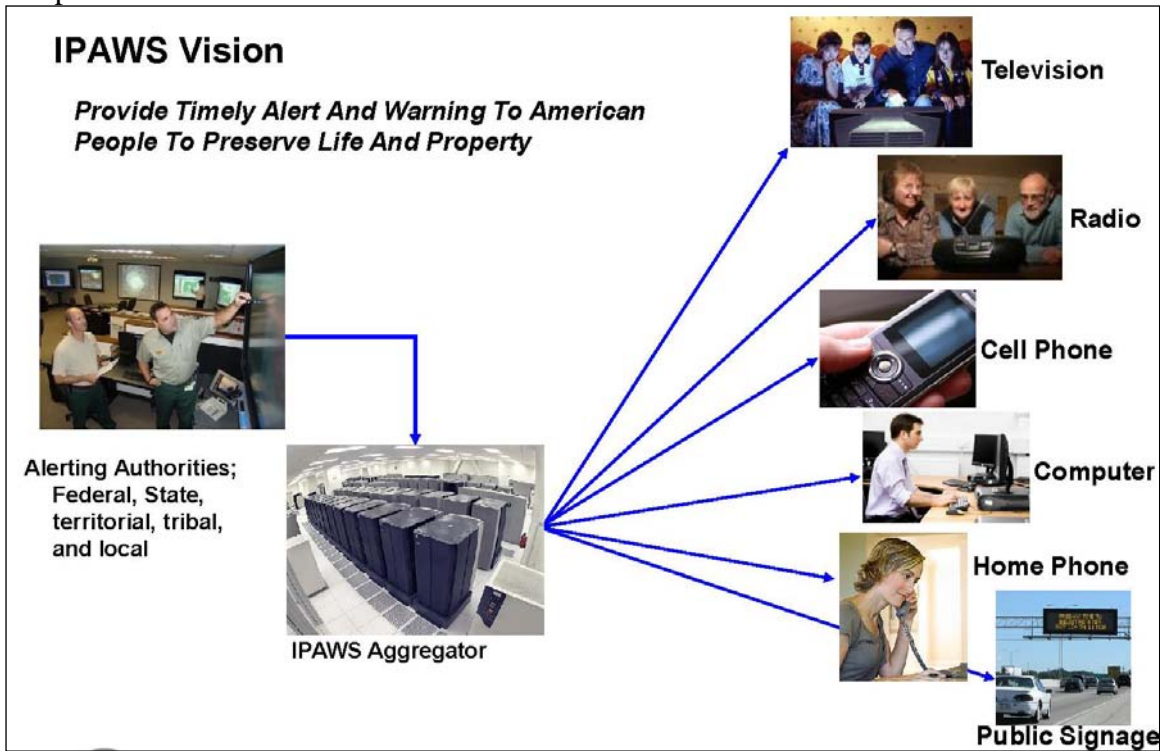 IPAWS Vision
Provide Timely Alert And Warning To American
People To Preserve Life And Property
Television
Radio
Cell Phone
Computer
Home Phone
Public Signage
Alerting Authorities;
Federal, State,
territorial, tribal,
and local
IPAWS Aggregator